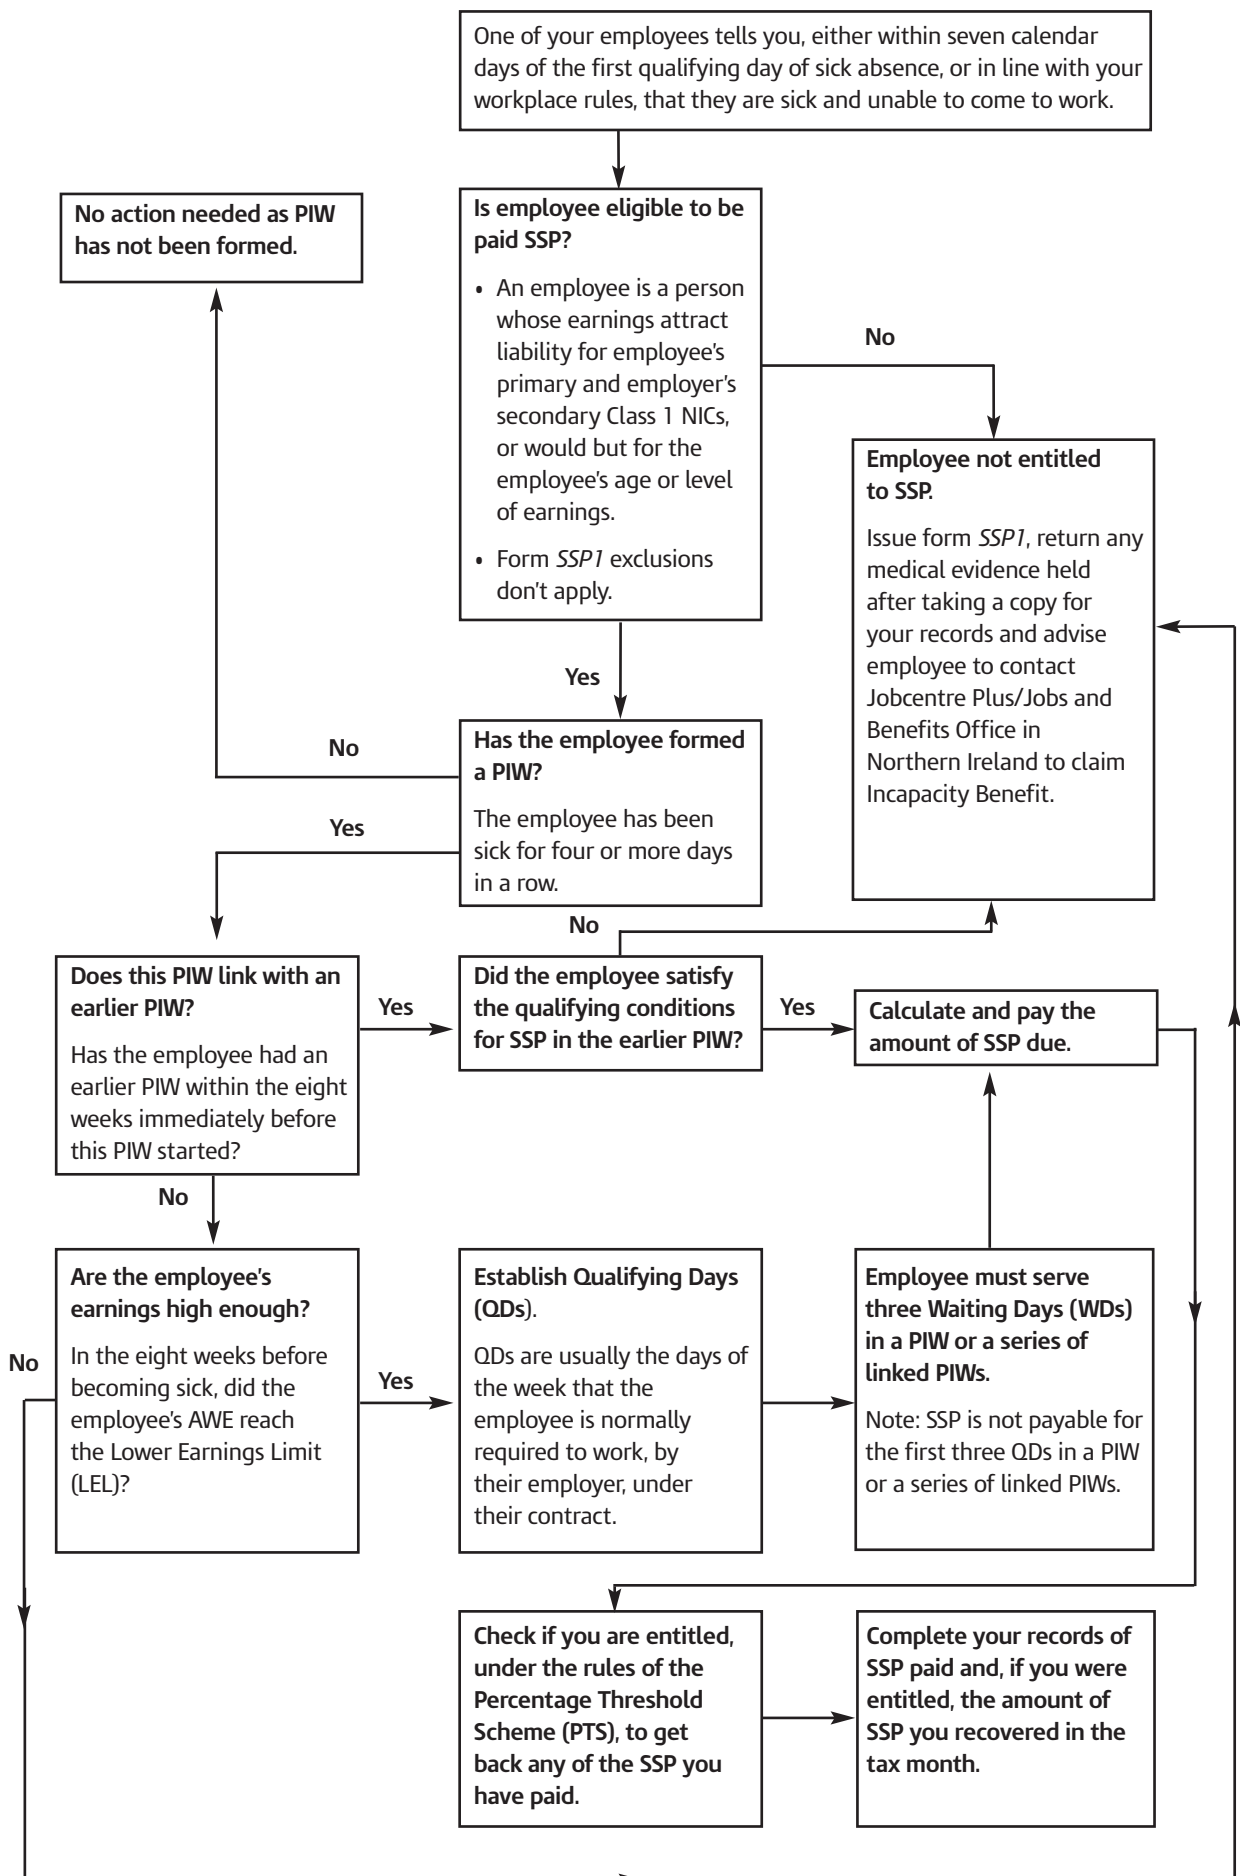 One of your employees tells you, either within seven calendar
days of the first qualifying day of sick absence, or in line with your
workplace rules, that they are sick and unable to come to work.
No action needed as PIW
has not been formed.
Is employee eligible to be
paid SSP?
• An employee is a person
whose earnings attract
liability for employee's
primary and employer's
secondary Class 1 NICs,
or would but for the
employee's age or level
of earnings.
• Form SSP1 exclusions
don't apply.
No
Employee not entitled
to SSP.
Issue form SSP1, return any
medical evidence held
after taking a copy for
your records and advise
employee to contact
Jobcentre Plus/Jobs and
Benefits Office in
Northern Ireland to claim
Incapacity Benefit.
Yes
No
Has the employee formed
a PIW?
The employee has been
sick for four or more days
in a row.
Yes
No
Does this PIW link with an
earlier PIW?
Has the employee had an
earlier PIW within the eight
weeks immediately before
this PIW started?
Yes
Did the employee satisfy
the qualifying conditions
for SSP in the earlier PIW?
Yes
Calculate and pay the
amount of SSP due.
No
Are the employee's
earnings high enough?
In the eight weeks before
becoming sick, did the
employee's AWE reach
the Lower Earnings Limit
(LEL)?
No
Yes
Establish Qualifying Days
(QDs).
QDs are usually the days of
the week that the
employee is normally
required to work, by
their employer, under
their contract.
Employee must serve
three Waiting Days (WDs)
in a PIW or a series of
linked PIWs.
Note: SSP is not payable for
the first three QDs in a PIW
or a series of linked PIWs.
Check if you are entitled,
under the rules of the
Percentage Threshold
Scheme (PTS), to get
back any of the SSP you
have paid.
Complete your records of
SSP paid and, if you were
entitled, the amount of
SSP you recovered in the
tax month.